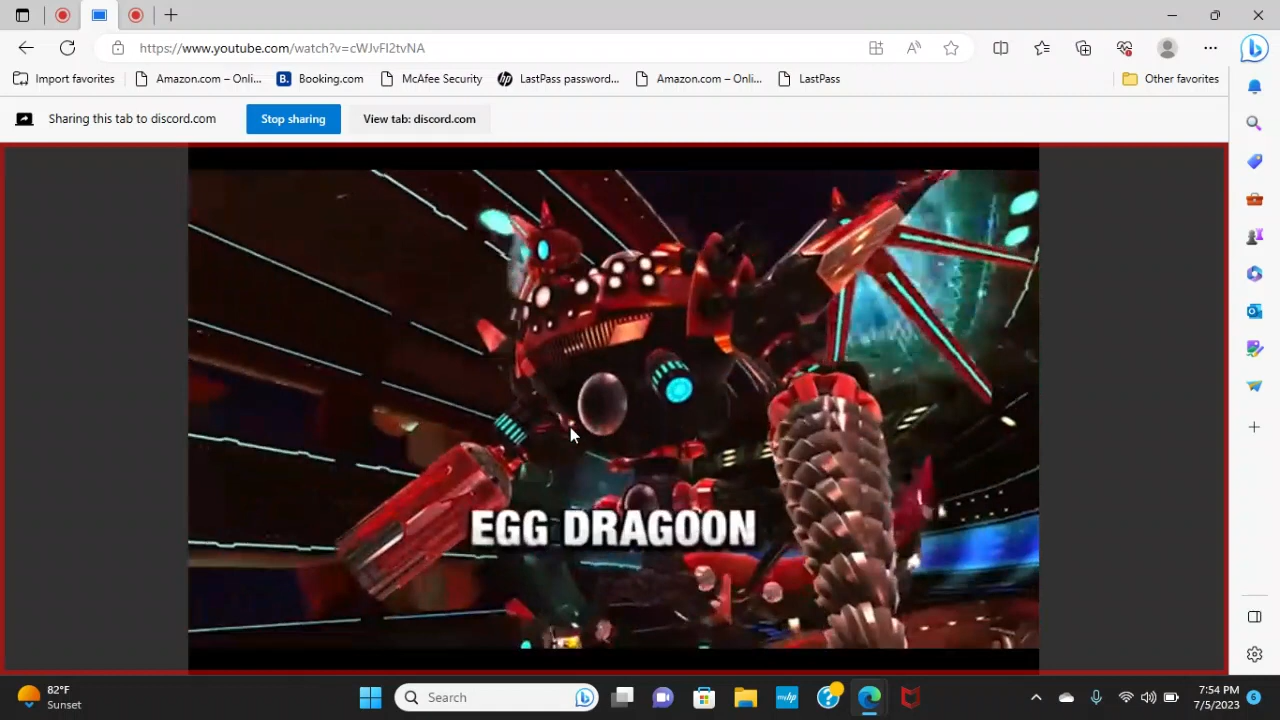 https://www.youtube.com/watch?v=cWJvFI2tvNA
Import favorites
Amazon.com – Onli...
B.
Booking.com
McAfee Security
LastPass password...
Amazon.com – Onli...
LastPass
Other favorites
Sharing this tab to discord.com
Stop sharing
View tab: discord.com
EGG DRAGOON
82°F
Sunset
Search
7:54 PM
7/5/2023
6